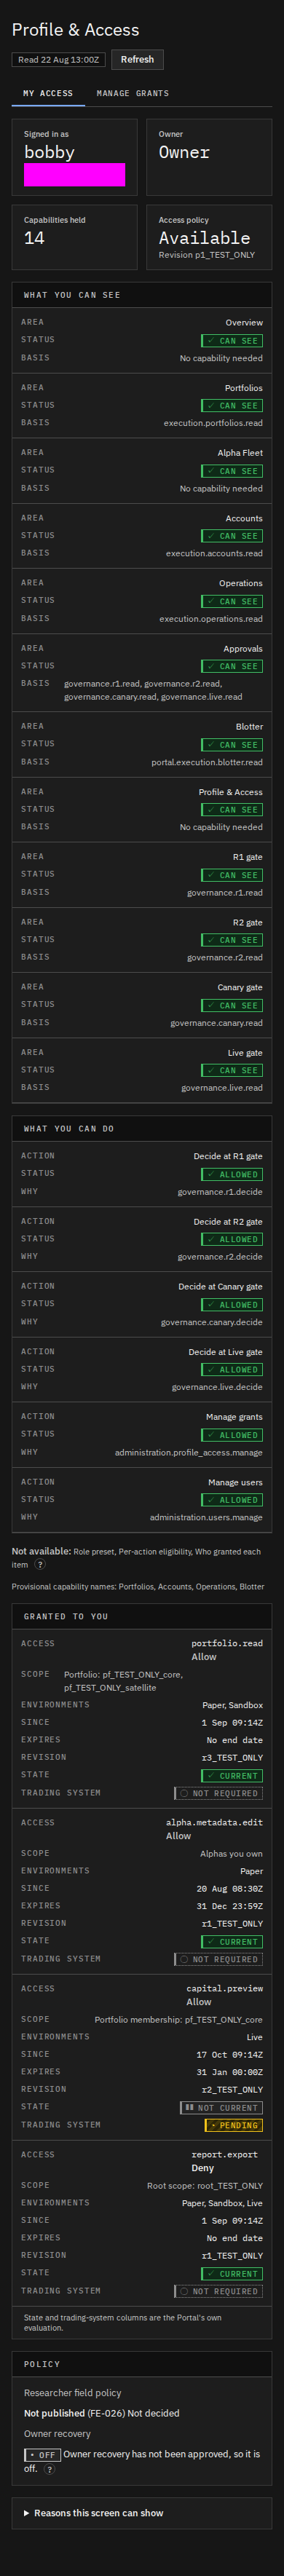 Profile & Access
Read 22 Aug 13:00Z
Refresh
MY ACCESS
MANAGE GRANTS
Signed in as
bobby
Owner
Owner
Capabilities held
14
Access policy
Available
Revision p1_TEST_ONLY
WHAT YOU CAN SEE
AREA Overview
STATUS ✓ CAN SEE
BASIS No capability needed
AREA Portfolios
STATUS ✓ CAN SEE
BASIS execution.portfolios.read
AREA Alpha Fleet
STATUS ✓ CAN SEE
BASIS No capability needed
AREA Accounts
STATUS ✓ CAN SEE
BASIS execution.accounts.read
AREA Operations
STATUS ✓ CAN SEE
BASIS execution.operations.read
AREA Approvals
STATUS ✓ CAN SEE
BASIS governance.r1.read, governance.r2.read,
governance.canary.read, governance.live.read
AREA Blotter
STATUS ✓ CAN SEE
BASIS portal.execution.blotter.read
AREA Profile & Access
STATUS ✓ CAN SEE
BASIS No capability needed
AREA R1 gate
STATUS ✓ CAN SEE
BASIS governance.r1.read
AREA R2 gate
STATUS ✓ CAN SEE
BASIS governance.r2.read
AREA Canary gate
STATUS ✓ CAN SEE
BASIS governance.canary.read
AREA Live gate
STATUS ✓ CAN SEE
BASIS governance.live.read
WHAT YOU CAN DO
ACTION Decide at R1 gate
STATUS ✓ ALLOWED
WHY governance.r1.decide
ACTION Decide at R2 gate
STATUS ✓ ALLOWED
WHY governance.r2.decide
ACTION Decide at Canary gate
STATUS ✓ ALLOWED
WHY governance.canary.decide
ACTION Decide at Live gate
STATUS ✓ ALLOWED
WHY governance.live.decide
ACTION Manage grants
STATUS ✓ ALLOWED
WHY administration.profile_access.manage
ACTION Manage users
STATUS ✓ ALLOWED
WHY administration.users.manage
Not available: Role preset, Per-action eligibility, Who granted each
item ?
Provisional capability names: Portfolios, Accounts, Operations, Blotter
GRANTED TO YOU
ACCESS portfolio.read
Allow
SCOPE Portfolio: pf_TEST_ONLY_core,
pf_TEST_ONLY_satellite
ENVIRONMENTS Paper, Sandbox
SINCE 1 Sep 09:14Z
EXPIRES No end date
REVISION r3_TEST_ONLY
STATE ✓ CURRENT
TRADING SYSTEM NOT REQUIRED
ACCESS alpha.metadata.edit
Allow
SCOPE Alphas you own
ENVIRONMENTS Paper
SINCE 20 Aug 08:30Z
EXPIRES 31 Dec 23:59Z
REVISION r1_TEST_ONLY
STATE ✓ CURRENT
TRADING SYSTEM NOT REQUIRED
ACCESS capital.preview
Allow
SCOPE Portfolio membership: pf_TEST_ONLY_core
ENVIRONMENTS Live
SINCE 17 Oct 09:14Z
EXPIRES 31 Jan 00:00Z
REVISION r2_TEST_ONLY
STATE NOT CURRENT
TRADING SYSTEM PENDING
ACCESS report.export
Deny
SCOPE Root scope: root_TEST_ONLY
ENVIRONMENTS Paper, Sandbox, Live
SINCE 1 Sep 09:14Z
EXPIRES No end date
REVISION r1_TEST_ONLY
STATE ✓ CURRENT
TRADING SYSTEM NOT REQUIRED
State and trading-system columns are the Portal's own
evaluation.
POLICY
Researcher field policy
Not published (FE-026) Not decided
Owner recovery
• OFF Owner recovery has not been approved, so it is
off. ?
▶ Reasons this screen can show